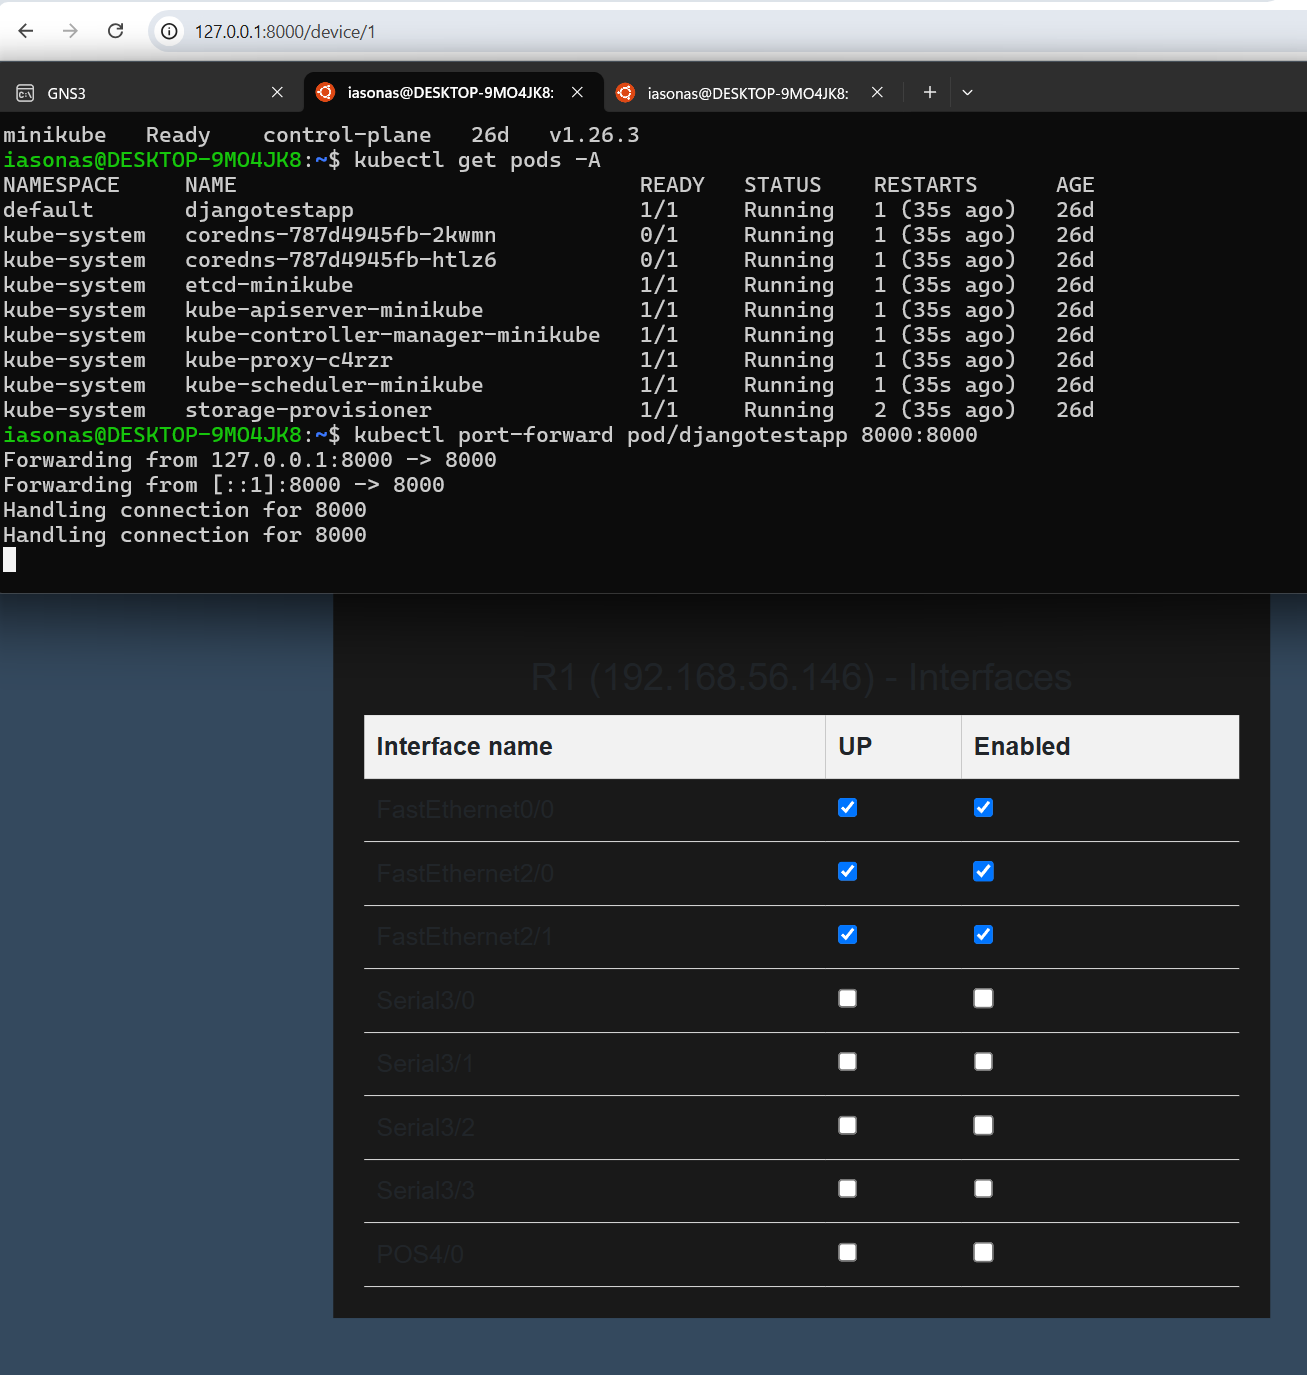 127.0.0.1:8000/device/1
GNS3
iasonas@DESKTOP-9MO4JK8:
iasonas@DESKTOP-9MO4JK8:
minikube Ready control-plane 26d v1.26.3
iasonas@DESKTOP-9MO4JK8:~$ kubectl get pods -A
NAMESPACE NAME READY STATUS RESTARTS AGE
default djangotestapp 1/1 Running 1 (35s ago) 26d
kube-system coredns-787d4945fb-2kwmn 0/1 Running 1 (35s ago) 26d
kube-system coredns-787d4945fb-htlz6 0/1 Running 1 (35s ago) 26d
kube-system etcd-minikube 1/1 Running 1 (35s ago) 26d
kube-system kube-apiserver-minikube 1/1 Running 1 (35s ago) 26d
kube-system kube-controller-manager-minikube 1/1 Running 1 (35s ago) 26d
kube-system kube-proxy-c4rzr 1/1 Running 1 (35s ago) 26d
kube-system kube-scheduler-minikube 1/1 Running 1 (35s ago) 26d
kube-system storage-provisioner 1/1 Running 2 (35s ago) 26d
iasonas@DESKTOP-9MO4JK8:~$ kubectl port-forward pod/djangotestapp 8000:8000
Forwarding from 127.0.0.1:8000 -> 8000
Forwarding from [::1]:8000 -> 8000
Handling connection for 8000
Handling connection for 8000
R1 (192.168.56.146) - Interfaces
Interface name UP Enabled
FastEthernet0/0
FastEthernet2/0
FastEthernet2/1
Serial3/0
Serial3/1
Serial3/2
Serial3/3
POS4/0